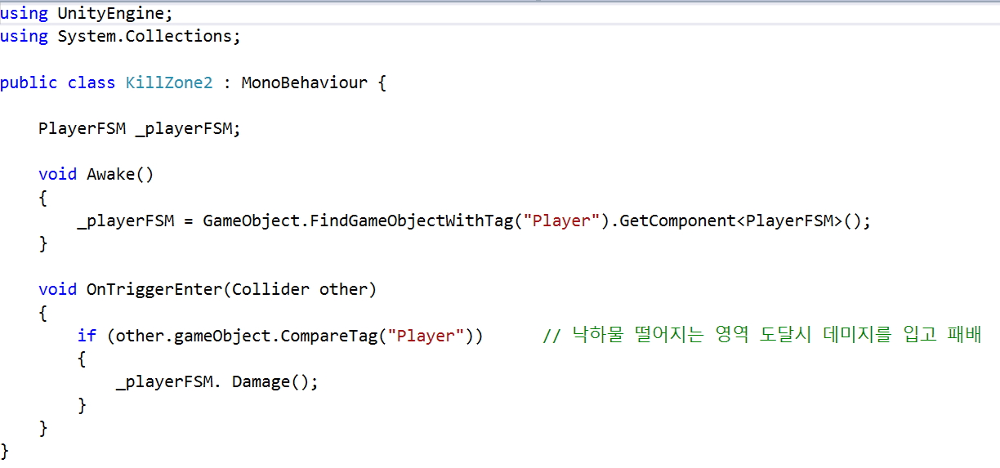 using UnityEngine;
using System.Collections;
public class KillZone2 : MonoBehaviour {
PlayerFSM _playerFSM;
void Awake()
{
_playerFSM = GameObject.FindGameObjectWithTag("Player").GetComponent<PlayerFSM>();
}
void OnTriggerEnter(Collider other)
{
if (other.gameObject.CompareTag("Player")) // 낙하물 떨어지는 영역 도달시 데미지를 입고 패배
{
_playerFSM. Damage();
}
}
}